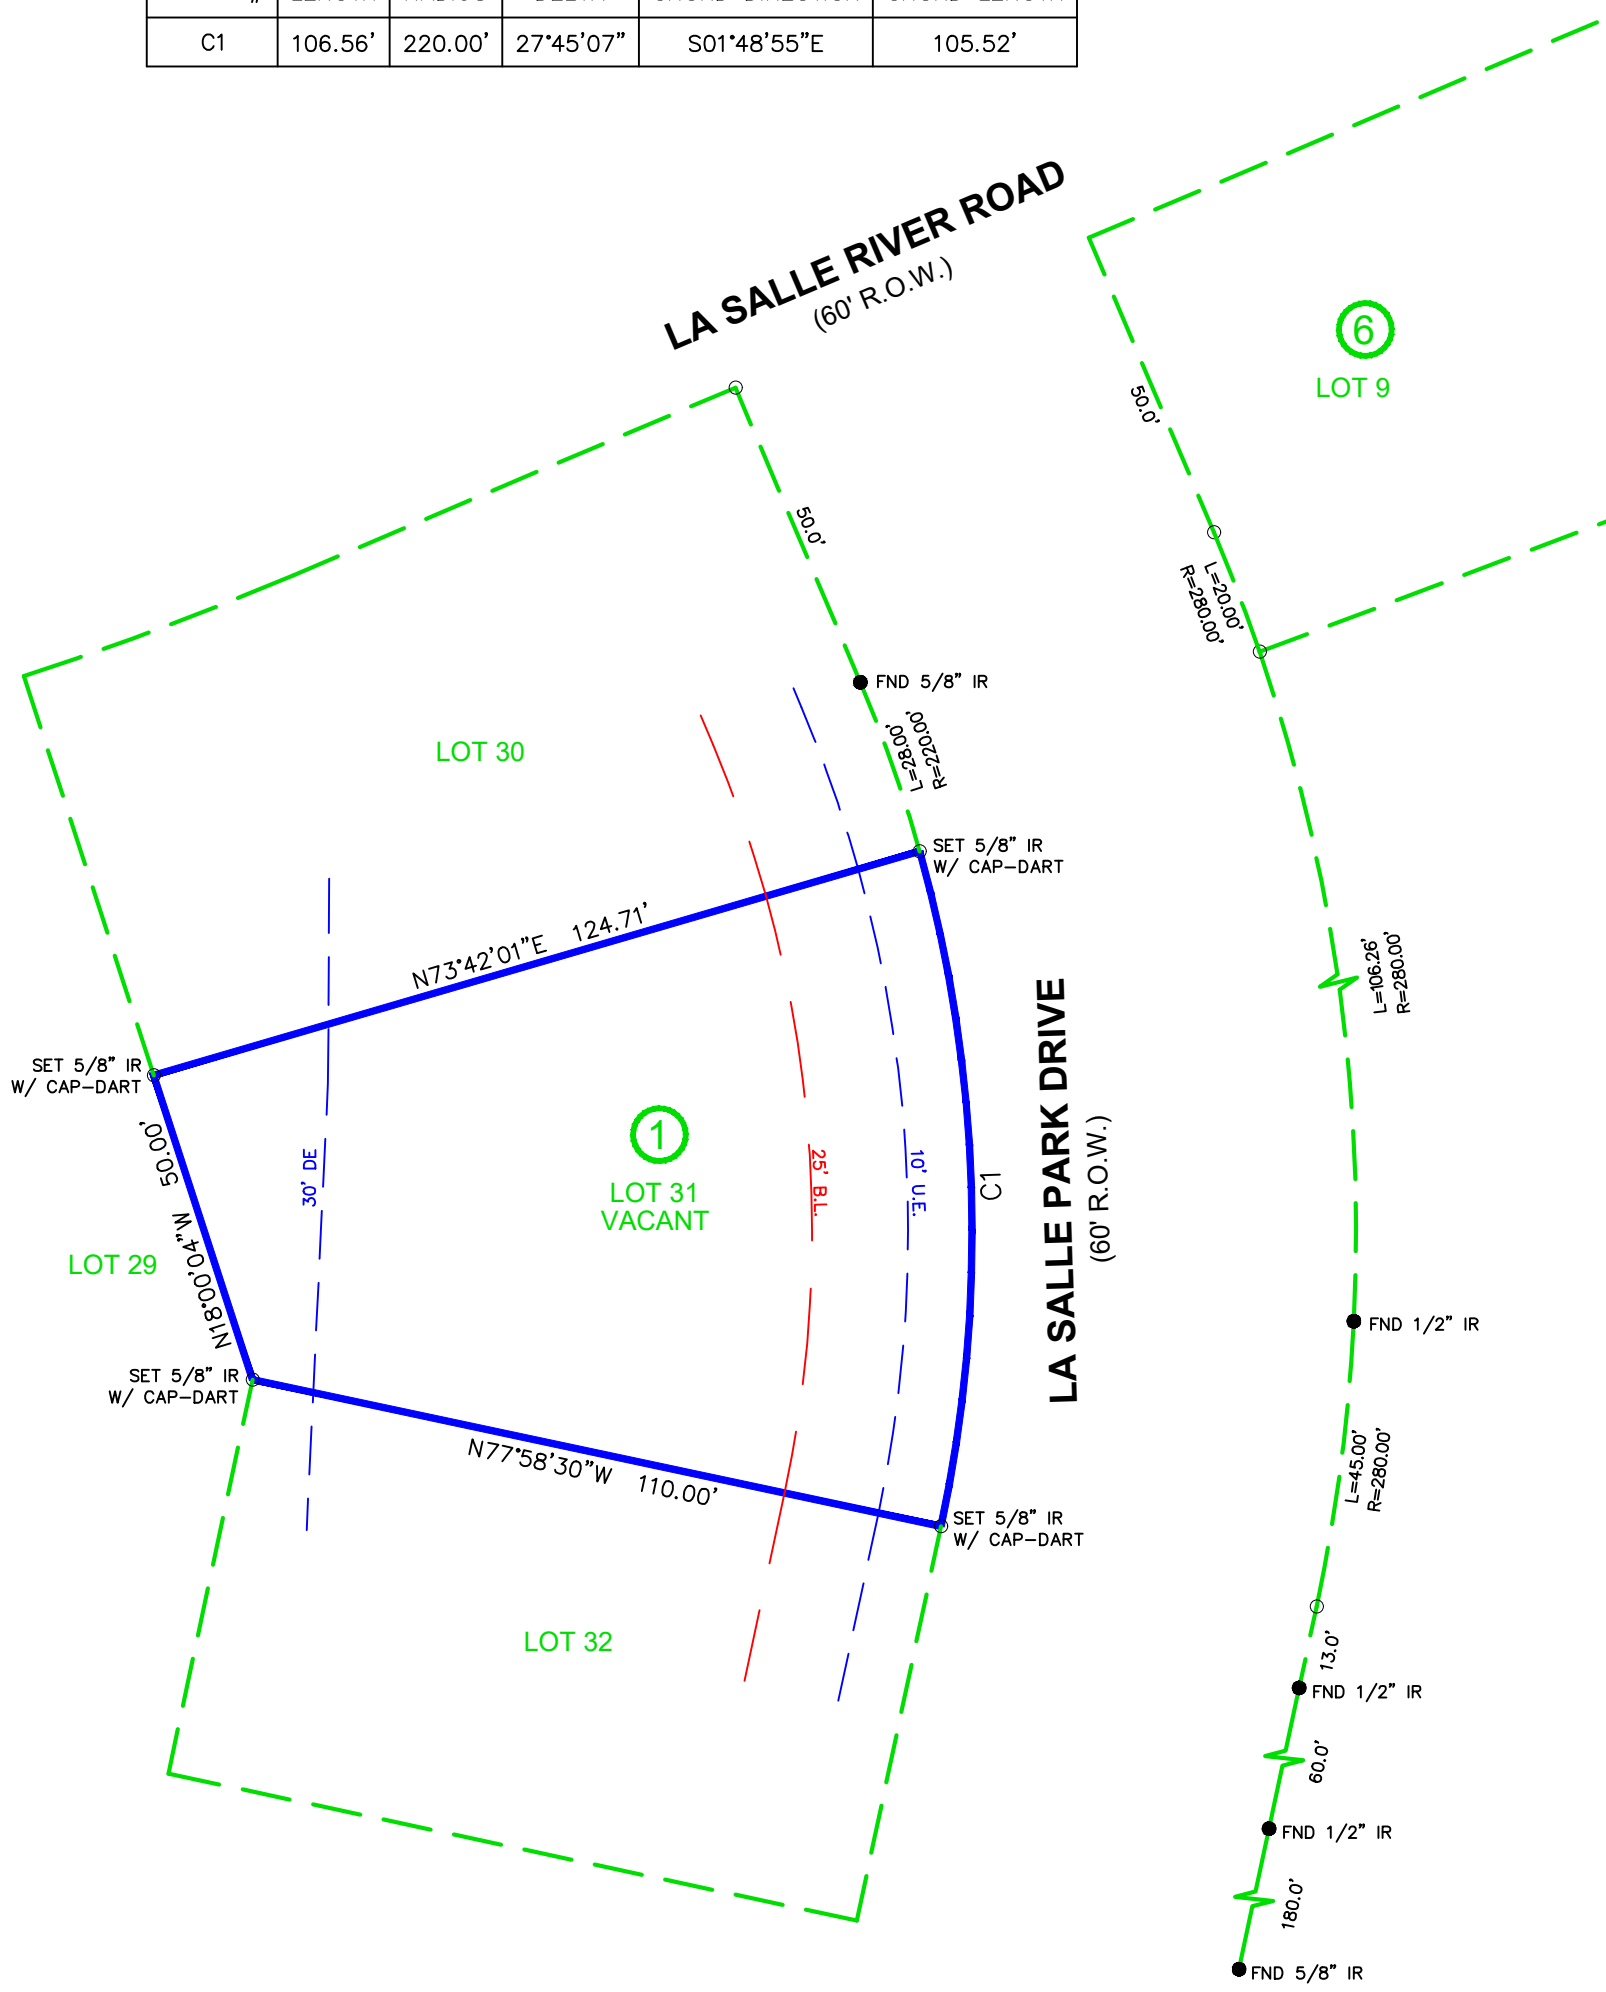 C1 106.56' 220.00' 27°45'07" S01°48'55"E 105.52'
LA SALLE RIVER ROAD
(60' R.O.W.)
6
LOT 9
50.0'
50.0'
L=20.00'
R=280.00'
FND 5/8" IR
L=28.00'
R=220.00'
LOT 30
SET 5/8" IR
W/ CAP-DART
N73°42'01"E 124.71'
L=106.26'
R=280.00'
SET 5/8" IR
W/ CAP-DART
N18°00'04"W 50.00'
30' DE
1
LOT 31
VACANT
25' B.L.
10' U.E.
C1
LA SALLE PARK DRIVE
(60' R.O.W.)
LOT 29
FND 1/2" IR
SET 5/8" IR
W/ CAP-DART
N77°58'30"W 110.00'
L=45.00'
R=280.00'
SET 5/8" IR
W/ CAP-DART
LOT 32
13.0'
FND 1/2" IR
60.0'
FND 1/2" IR
180.0'
FND 5/8" IR